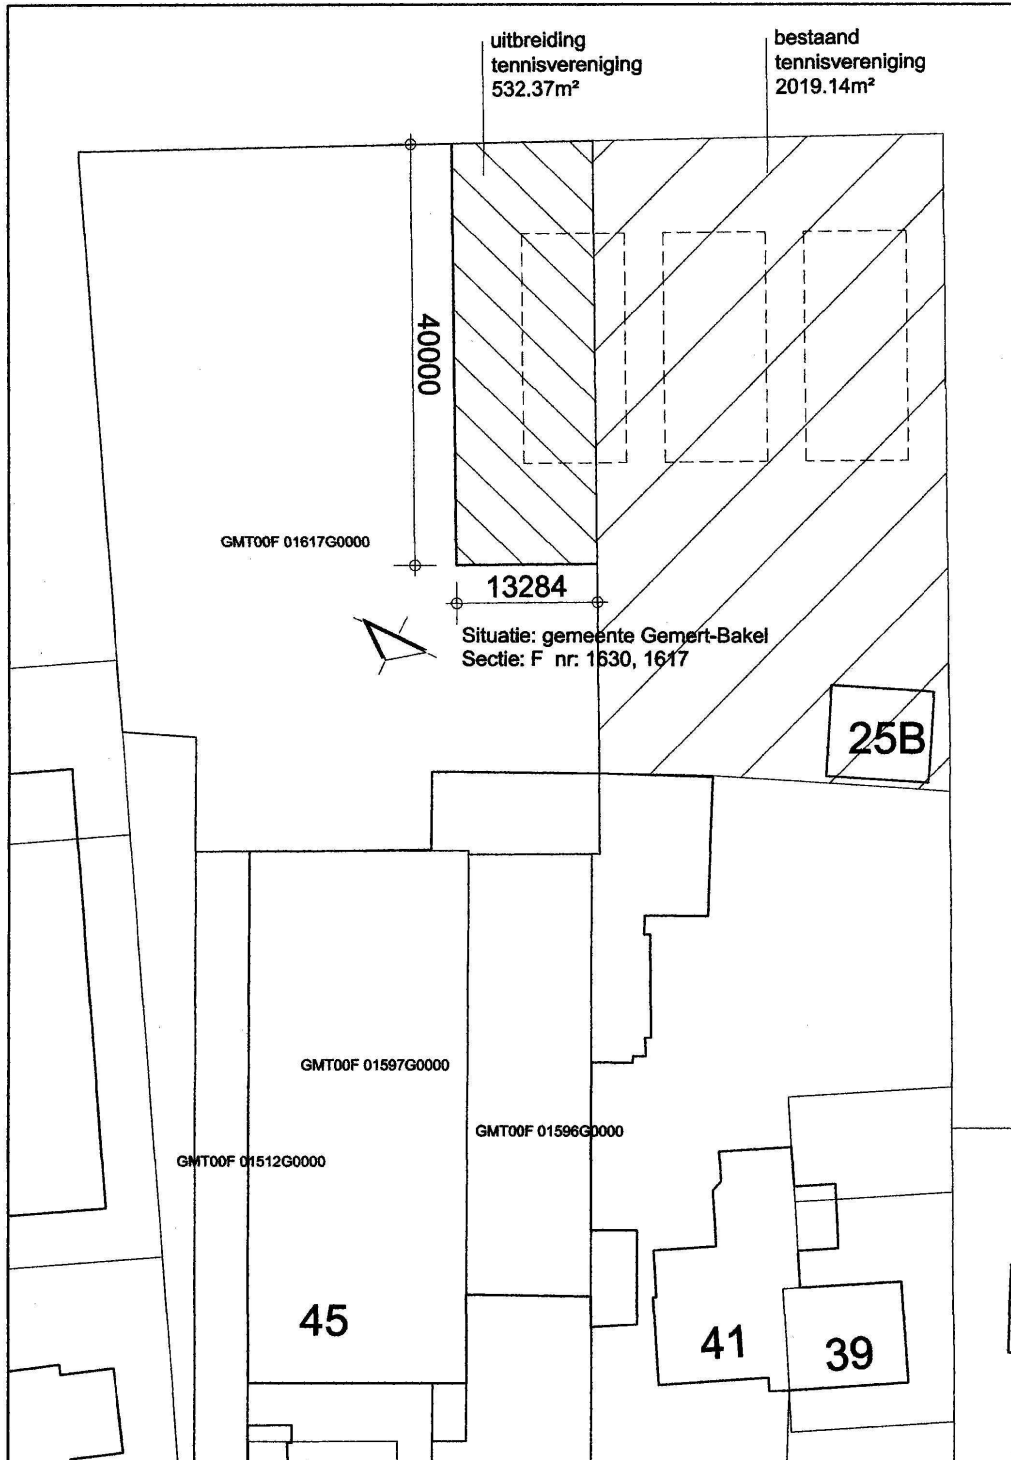 uitbreiding
tennisvereniging
532.37m²
bestaand
tennisvereniging
2019.14m²
40000
GMT00F 01617G0000
13284
Situatie: gemeente Gemert-Bakel
Sectie: F nr: 1630, 1617
25B
GMT00F 01597G0000
GMT00F 01596G0000
GMT00F 01512G0000
45
41
39